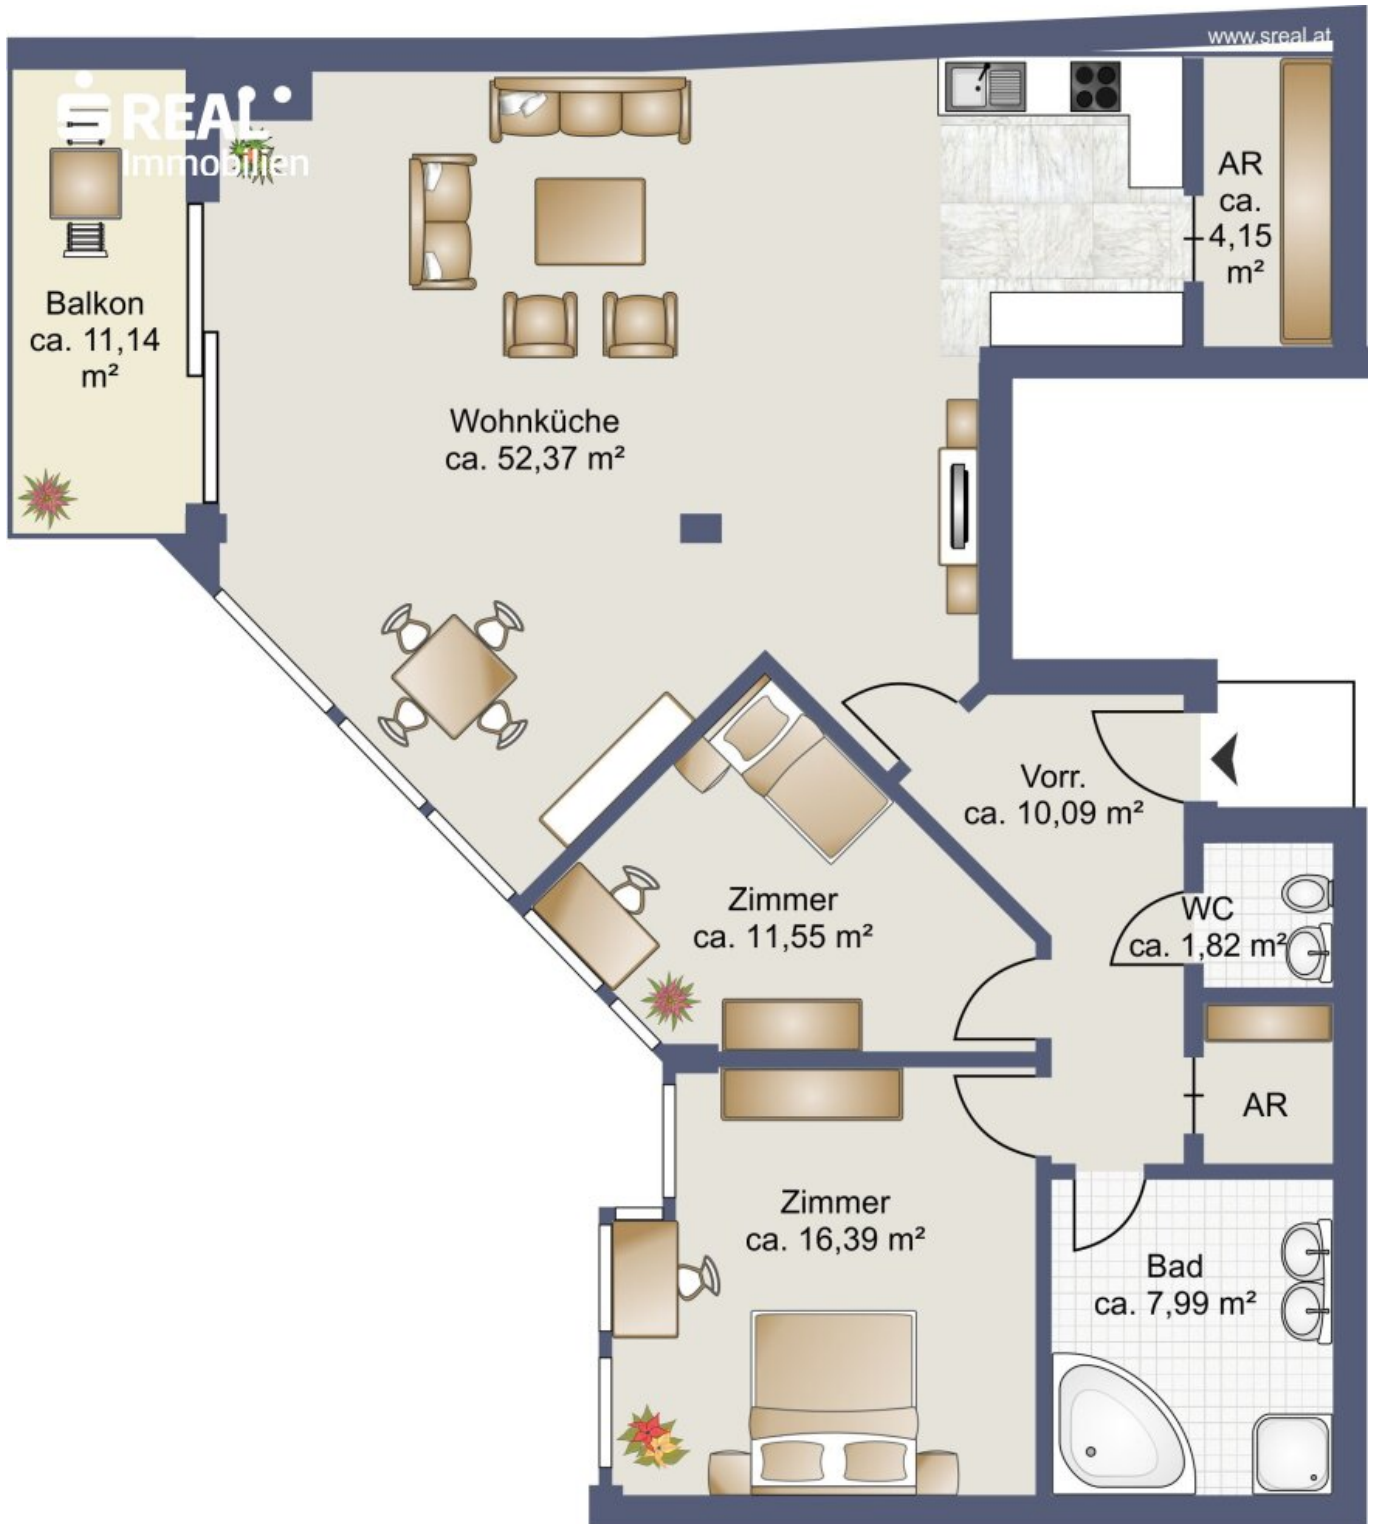 www.sreal.at
S REAL
Immobilien
AR
ca.
4,15
m²
Balkon
ca. 11,14
m²
Wohnküche
ca. 52,37 m²
Vorr.
ca. 10,09 m²
Zimmer
ca. 11,55 m²
WC
ca. 1,82 m²
AR
Zimmer
ca. 16,39 m²
Bad
ca. 7,99 m²